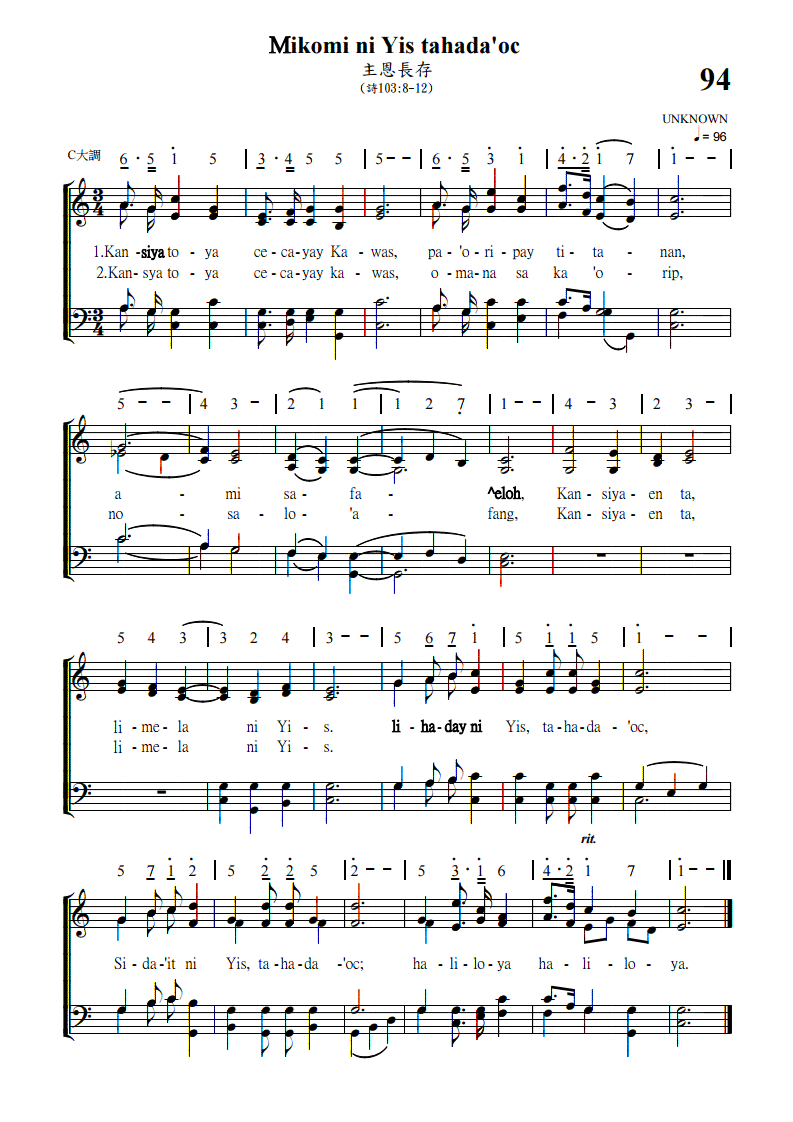 Mikomi ni Yis tahada'oc
主恩長存
(詩103:8-12)
94
UNKNOWN
♩ = 96
C大調 6 · 5 1 5 | 3 · 4 5 5 | 5 - - | 6 · 5 3 1 | 4 · 2 1 7 | 1 - - |
1.Kan-siya to-ya ce-cayay Ka-was, pa-'o-ri-pay ti-ta-nan,
2.Kan-sya to-ya ce-cayay ka-was, o-ma-na sa ka 'o-rip,
5 - - | 4 3 - | 2 1 1 | 1 2 7 | 1 - - | 4 - 3 | 2 3 - |
a - mi sa-fa- ^eloh, Kan-siya-en ta,
no - sa-lo-'a-fang, Kan-siya-en ta,
5 4 3 | 3 2 4 | 3 - - | 5 6 7 1 | 5 1 1 5 | 1 - - |
li-me-la ni Yi-s. li-ha-day ni Yis, ta-ha-da-'oc,
li-me-la ni Yi-s.
rit.
5 7 1 2 | 5 2 2 5 | 2 - - | 5 3 · 1 6 | 4 · 2 1 7 | 1 - - ‖
Si-da-'it ni Yis, ta-ha-da-'oc; ha-li-lo-ya ha-li-lo-ya.